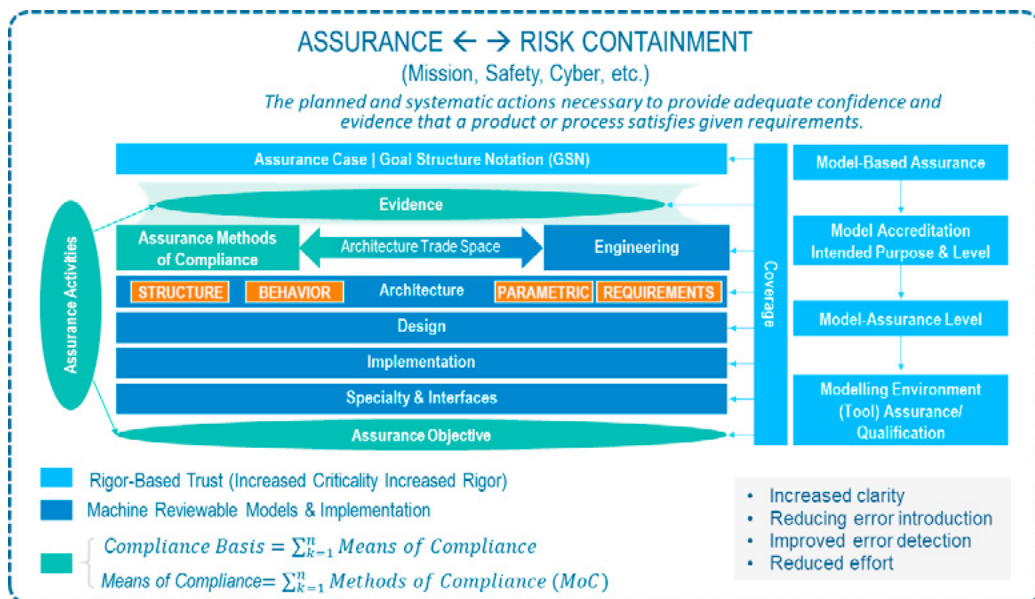 ASSURANCE ← → RISK CONTAINMENT
(Mission, Safety, Cyber, etc.)
The planned and systematic actions necessary to provide adequate confidence and
evidence that a product or process satisfies given requirements.
Assurance Case | Goal Structure Notation (GSN)
Evidence
Assurance Methods
of Compliance
Architecture Trade Space
Engineering
STRUCTURE
BEHAVIOR
Architecture
PARAMETRIC
REQUIREMENTS
Design
Implementation
Specialty & Interfaces
Assurance Objective
Assurance Activities
Coverage
Model-Based Assurance
Model Accreditation
Intended Purpose & Level
Model-Assurance Level
Modelling Environment
(Tool) Assurance/
Qualification
Rigor-Based Trust (Increased Criticality Increased Rigor)
Machine Reviewable Models & Implementation
Compliance Basis = ∑ₖ₌₁ⁿ Means of Compliance
Means of Compliance= ∑ₖ₌₁ⁿ Methods of Compliance (MoC)
• Increased clarity
• Reducing error introduction
• Improved error detection
• Reduced effort